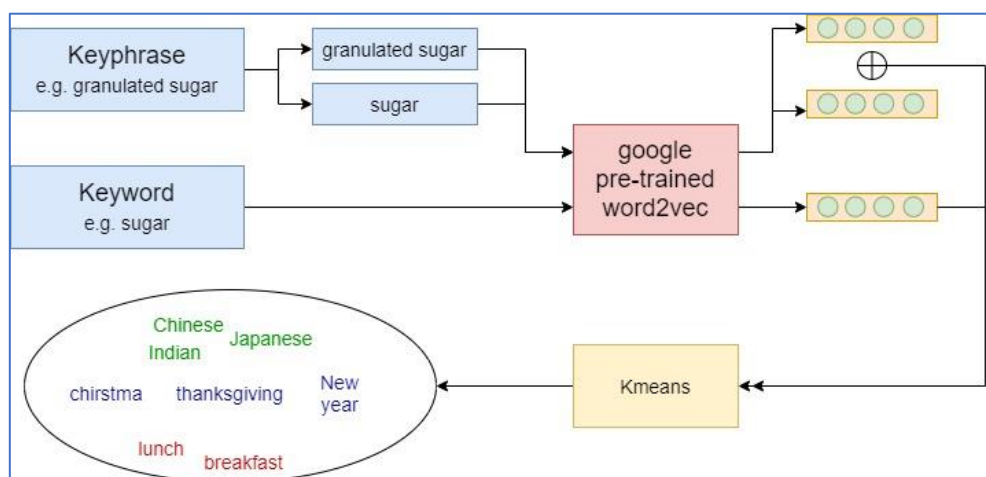 Keyphrase
e.g. granulated sugar
granulated sugar
sugar
Keyword
e.g. sugar
google
pre-trained
word2vec
Chinese
Japanese
Indian
chirstma
thanksgiving
New
year
lunch
breakfast
Kmeans